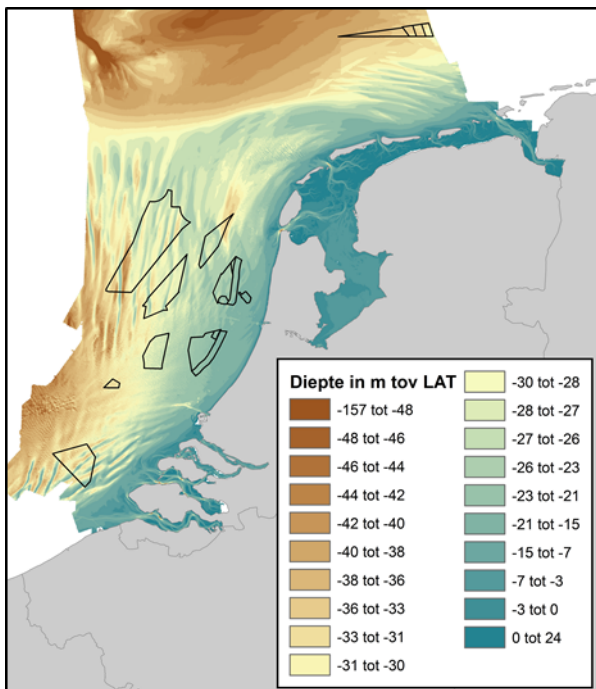 Diepte in m tov LAT
-157 tot -48
-48 tot -46
-46 tot -44
-44 tot -42
-42 tot -40
-40 tot -38
-38 tot -36
-36 tot -33
-33 tot -31
-31 tot -30
-30 tot -28
-28 tot -27
-27 tot -26
-26 tot -23
-23 tot -21
-21 tot -15
-15 tot -7
-7 tot -3
-3 tot 0
0 tot 24